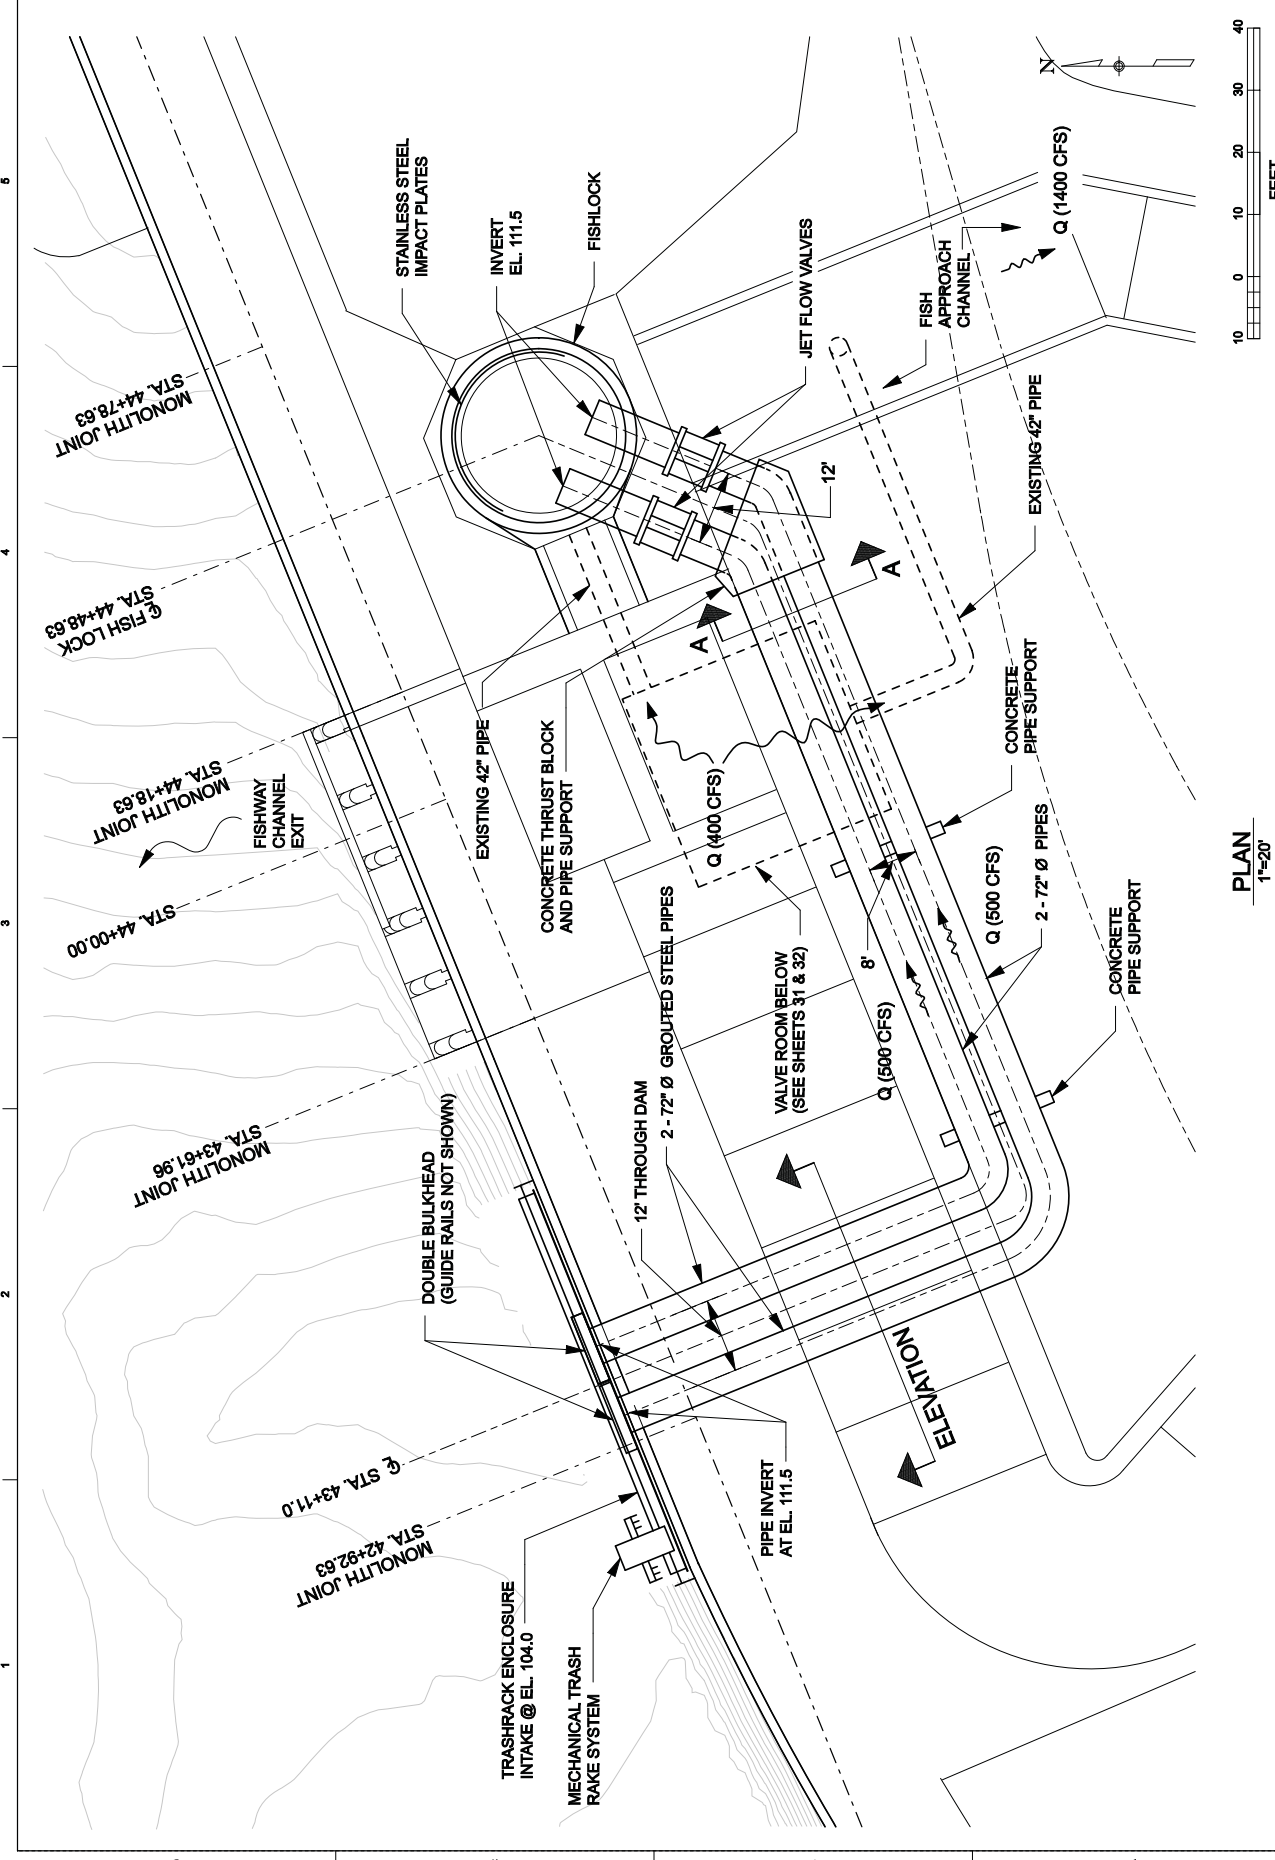 1
2
3
4
5
MONOLITH JOINT
STA. 42+92.63
℄ STA. 43+11.0
MONOLITH JOINT
STA. 43+61.96
STA. 44+00.00
MONOLITH JOINT
STA. 44+18.63
℄ FISH LOCK
STA. 44+48.63
MONOLITH JOINT
STA. 44+78.63
FISHWAY
CHANNEL
EXIT
STAINLESS STEEL
IMPACT PLATES
INVERT
EL. 111.5
FISHLOCK
DOUBLE BULKHEAD
(GUIDE RAILS NOT SHOWN)
EXISTING 42" PIPE
CONCRETE THRUST BLOCK
AND PIPE SUPPORT
TRASHRACK ENCLOSURE
INTAKE @ EL. 104.0
MECHANICAL TRASH
RAKE SYSTEM
12' THROUGH DAM
2 - 72" Ø GROUTED STEEL PIPES
Q (400 CFS)
JET FLOW VALVES
A
12'
A
PIPE INVERT
AT EL. 111.5
VALVE ROOM BELOW
(SEE SHEETS 31 & 32)
8'
Q (500 CFS)
ELEVATION
FISH
APPROACH
CHANNEL
Q (1400 CFS)
EXISTING 42" PIPE
CONCRETE
PIPE SUPPORT
Q (500 CFS)
2 - 72" Ø PIPES
CONCRETE
PIPE SUPPORT
N
PLAN
1"=20'
10 0 10 20 30 40
FEET